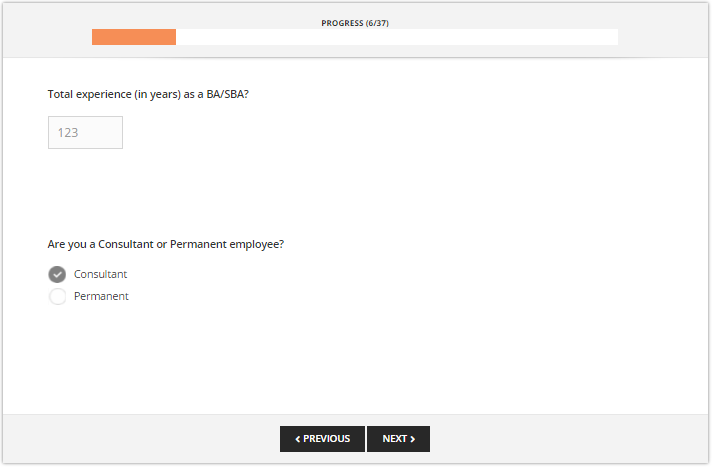 PROGRESS (6/37)
Total experience (in years) as a BA/SBA?
123
Are you a Consultant or Permanent employee?
Consultant
Permanent
PREVIOUS NEXT